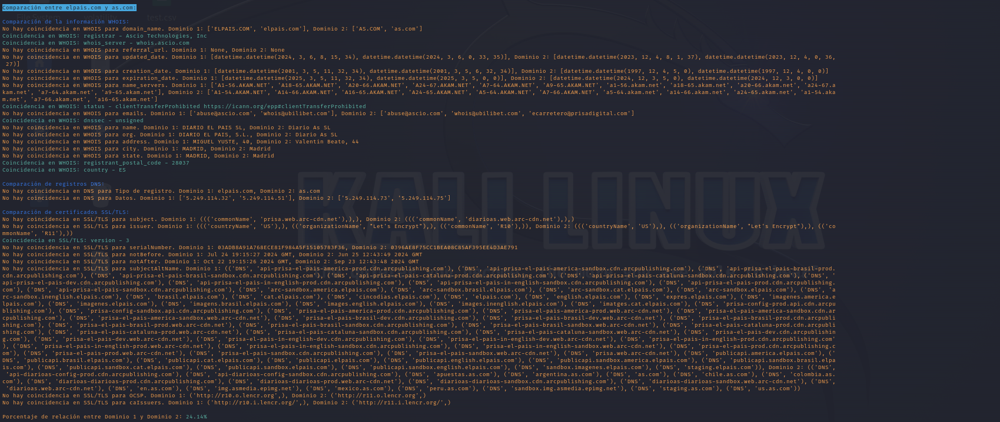 Comparación entre elpais.com y as.com:
Comparación de la información WHOIS:
No hay coincidencia en WHOIS para domain_name. Dominio 1: ['ELPAIS.COM', 'elpais.com'], Dominio 2: ['AS.COM', 'as.com']
Coincidencia en WHOIS: registrar - Ascio Technologies, Inc
Coincidencia en WHOIS: whois_server - whois.ascio.com
No hay coincidencia en WHOIS para referral_url. Dominio 1: None, Dominio 2: None
No hay coincidencia en WHOIS para updated_date. Dominio 1: [datetime.datetime(2024, 3, 6, 8, 15, 34), datetime.datetime(2024, 3, 6, 0, 33, 35)], Dominio 2: [datetime.datetime(2023, 12, 4, 8, 1, 37), datetime.datetime(2023, 12, 4, 0, 36,
27)]
No hay coincidencia en WHOIS para creation_date. Dominio 1: [datetime.datetime(2001, 3, 5, 11, 32, 34), datetime.datetime(2001, 3, 5, 6, 32, 34)], Dominio 2: [datetime.datetime(1997, 12, 4, 5, 0), datetime.datetime(1997, 12, 4, 0, 0)]
No hay coincidencia en WHOIS para expiration_date. Dominio 1: [datetime.datetime(2025, 3, 5, 11, 32, 34), datetime.datetime(2025, 3, 5, 0, 0)], Dominio 2: [datetime.datetime(2024, 12, 3, 5, 0), datetime.datetime(2024, 12, 3, 0, 0)]
No hay coincidencia en WHOIS para name_servers. Dominio 1: ['A1-56.AKAM.NET', 'A18-65.AKAM.NET', 'A20-66.AKAM.NET', 'A24-67.AKAM.NET', 'A7-64.AKAM.NET', 'A9-65.AKAM.NET', 'a1-56.akam.net', 'a18-65.akam.net', 'a20-66.akam.net', 'a24-67.a
kam.net', 'a7-64.akam.net', 'a9-65.akam.net'], Dominio 2: ['A1-54.AKAM.NET', 'A14-66.AKAM.NET', 'A16-65.AKAM.NET', 'A24-65.AKAM.NET', 'A5-64.AKAM.NET', 'A7-66.AKAM.NET', 'a5-64.akam.net', 'a14-66.akam.net', 'a24-65.akam.net', 'a1-54.aka
m.net', 'a7-66.akam.net', 'a16-65.akam.net']
Coincidencia en WHOIS: status - clientTransferProhibited https://icann.org/epp#clientTransferProhibited
No hay coincidencia en WHOIS para emails. Dominio 1: ['abuse@ascio.com', 'whois@ubilibet.com'], Dominio 2: ['abuse@ascio.com', 'whois@ubilibet.com', 'ecarretero@prisadigital.com']
Coincidencia en WHOIS: dnssec - unsigned
No hay coincidencia en WHOIS para name. Dominio 1: DIARIO EL PAIS SL, Dominio 2: Diario As SL
No hay coincidencia en WHOIS para org. Dominio 1: DIARIO EL PAIS, S.L., Dominio 2: Diario As SL
No hay coincidencia en WHOIS para address. Dominio 1: MIGUEL YUSTE, 40, Dominio 2: Valentin Beato, 44
No hay coincidencia en WHOIS para city. Dominio 1: MADRID, Dominio 2: Madrid
No hay coincidencia en WHOIS para state. Dominio 1: MADRID, Dominio 2: Madrid
Coincidencia en WHOIS: registrant_postal_code - 28037
Coincidencia en WHOIS: country - ES
Comparación de registros DNS:
No hay coincidencia en DNS para Tipo de registro. Dominio 1: elpais.com, Dominio 2: as.com
No hay coincidencia en DNS para Datos. Dominio 1: ['5.249.114.32', '5.249.114.51'], Dominio 2: ['5.249.114.73', '5.249.114.75']
Comparación de certificados SSL/TLS:
No hay coincidencia en SSL/TLS para subject. Dominio 1: ((('commonName', 'prisa.web.arc-cdn.net'),),), Dominio 2: ((('commonName', 'diarioas.web.arc-cdn.net'),),)
No hay coincidencia en SSL/TLS para issuer. Dominio 1: ((('countryName', 'US'),), (('organizationName', "Let's Encrypt"),), (('commonName', 'R10'),)), Dominio 2: ((('countryName', 'US'),), (('organizationName', "Let's Encrypt"),), (('co
mmonName', 'R11'),))
Coincidencia en SSL/TLS: version - 3
No hay coincidencia en SSL/TLS para serialNumber. Dominio 1: 03ADB8A91A768ECE81F984A5F15105783F36, Dominio 2: 0396AE8F75CC1BEA08C85AF395EE4D3AE791
No hay coincidencia en SSL/TLS para notBefore. Dominio 1: Jul 24 19:15:27 2024 GMT, Dominio 2: Jun 25 12:43:49 2024 GMT
No hay coincidencia en SSL/TLS para notAfter. Dominio 1: Oct 22 19:15:26 2024 GMT, Dominio 2: Sep 23 12:43:48 2024 GMT
No hay coincidencia en SSL/TLS para subjectAltName. Dominio 1: (('DNS', 'api-prisa-el-pais-america-prod.cdn.arcpublishing.com'), ('DNS', 'api-prisa-el-pais-america-sandbox.cdn.arcpublishing.com'), ('DNS', 'api-prisa-el-pais-brasil-prod.
cdn.arcpublishing.com'), ('DNS', 'api-prisa-el-pais-brasil-sandbox.cdn.arcpublishing.com'), ('DNS', 'api-prisa-el-pais-cataluna-prod.cdn.arcpublishing.com'), ('DNS', 'api-prisa-el-pais-cataluna-sandbox.cdn.arcpublishing.com'), ('DNS', '
api-prisa-el-pais-dev.cdn.arcpublishing.com'), ('DNS', 'api-prisa-el-pais-in-english-prod.cdn.arcpublishing.com'), ('DNS', 'api-prisa-el-pais-in-english-sandbox.cdn.arcpublishing.com'), ('DNS', 'api-prisa-el-pais-prod.cdn.arcpublishing.
com'), ('DNS', 'api-prisa-el-pais-sandbox.cdn.arcpublishing.com'), ('DNS', 'arc-sandbox.america.elpais.com'), ('DNS', 'arc-sandbox.brasil.elpais.com'), ('DNS', 'arc-sandbox.cat.elpais.com'), ('DNS', 'arc-sandbox.elpais.com'), ('DNS', 'a
rc-sandbox.inenglish.elpais.com'), ('DNS', 'brasil.elpais.com'), ('DNS', 'cat.elpais.com'), ('DNS', 'cincodias.elpais.com'), ('DNS', 'elpais.com'), ('DNS', 'english.elpais.com'), ('DNS', 'expres.elpais.com'), ('DNS', 'imagenes.america.e
lpais.com'), ('DNS', 'imagenes.elpais.com'), ('DNS', 'imagens.brasil.elpais.com'), ('DNS', 'images.english.elpais.com'), ('DNS', 'images.inenglish.elpais.com'), ('DNS', 'imatges.cat.elpais.com'), ('DNS', 'prisa-config-prod.api.cdn.arcpu
blishing.com'), ('DNS', 'prisa-config-sandbox.api.cdn.arcpublishing.com'), ('DNS', 'prisa-el-pais-america-prod.cdn.arcpublishing.com'), ('DNS', 'prisa-el-pais-america-prod.web.arc-cdn.net'), ('DNS', 'prisa-el-pais-america-sandbox.cdn.ar
cpublishing.com'), ('DNS', 'prisa-el-pais-america-sandbox.web.arc-cdn.net'), ('DNS', 'prisa-el-pais-brasil-dev.cdn.arcpublishing.com'), ('DNS', 'prisa-el-pais-brasil-dev.web.arc-cdn.net'), ('DNS', 'prisa-el-pais-brasil-prod.cdn.arcpubli
shing.com'), ('DNS', 'prisa-el-pais-brasil-prod.web.arc-cdn.net'), ('DNS', 'prisa-el-pais-brasil-sandbox.cdn.arcpublishing.com'), ('DNS', 'prisa-el-pais-brasil-sandbox.web.arc-cdn.net'), ('DNS', 'prisa-el-pais-cataluna-prod.cdn.arcpubli
shing.com'), ('DNS', 'prisa-el-pais-cataluna-prod.web.arc-cdn.net'), ('DNS', 'prisa-el-pais-cataluna-sandbox.cdn.arcpublishing.com'), ('DNS', 'prisa-el-pais-cataluna-sandbox.web.arc-cdn.net'), ('DNS', 'prisa-el-pais-dev.cdn.arcpublishin
g.com'), ('DNS', 'prisa-el-pais-dev.web.arc-cdn.net'), ('DNS', 'prisa-el-pais-in-english-dev.cdn.arcpublishing.com'), ('DNS', 'prisa-el-pais-in-english-dev.web.arc-cdn.net'), ('DNS', 'prisa-el-pais-in-english-prod.cdn.arcpublishing.com'
), ('DNS', 'prisa-el-pais-in-english-prod.web.arc-cdn.net'), ('DNS', 'prisa-el-pais-in-english-sandbox.cdn.arcpublishing.com'), ('DNS', 'prisa-el-pais-in-english-sandbox.web.arc-cdn.net'), ('DNS', 'prisa-el-pais-prod.cdn.arcpublishing.c
om'), ('DNS', 'prisa-el-pais-prod.web.arc-cdn.net'), ('DNS', 'prisa-el-pais-sandbox.cdn.arcpublishing.com'), ('DNS', 'prisa-el-pais-sandbox.web.arc-cdn.net'), ('DNS', 'prisa.web.arc-cdn.net'), ('DNS', 'publicapi.america.elpais.com'), ('
DNS', 'publicapi.brasil.elpais.com'), ('DNS', 'publicapi.cat.elpais.com'), ('DNS', 'publicapi.elpais.com'), ('DNS', 'publicapi.english.elpais.com'), ('DNS', 'publicapi.sandbox.america.elpais.com'), ('DNS', 'publicapi.sandbox.brasil.elpa
is.com'), ('DNS', 'publicapi.sandbox.cat.elpais.com'), ('DNS', 'publicapi.sandbox.elpais.com'), ('DNS', 'publicapi.sandbox.english.elpais.com'), ('DNS', 'sandbox.imagenes.elpais.com'), ('DNS', 'staging.elpais.com')), Dominio 2: (('DNS',
'api-diarioas-config-prod.cdn.arcpublishing.com'), ('DNS', 'api-diarioas-config-sandbox.cdn.arcpublishing.com'), ('DNS', 'apuestas.as.com'), ('DNS', 'argentina.as.com'), ('DNS', 'as.com'), ('DNS', 'chile.as.com'), ('DNS', 'colombia.as.
com'), ('DNS', 'diarioas-diarioas-prod.cdn.arcpublishing.com'), ('DNS', 'diarioas-diarioas-prod.web.arc-cdn.net'), ('DNS', 'diarioas-diarioas-sandbox.cdn.arcpublishing.com'), ('DNS', 'diarioas-diarioas-sandbox.web.arc-cdn.net'), ('DNS',
'diarioas.web.arc-cdn.net'), ('DNS', 'en.as.com'), ('DNS', 'img.asmedia.epimg.net'), ('DNS', 'mexico.as.com'), ('DNS', 'peru.as.com'), ('DNS', 'sandbox.img.asmedia.epimg.net'), ('DNS', 'staging.as.com'), ('DNS', 'us.as.com'))
No hay coincidencia en SSL/TLS para OCSP. Dominio 1: ('http://r10.o.lencr.org',), Dominio 2: ('http://r11.o.lencr.org',)
No hay coincidencia en SSL/TLS para caIssuers. Dominio 1: ('http://r10.i.lencr.org/',), Dominio 2: ('http://r11.i.lencr.org/',)
Porcentaje de relación entre Dominio 1 y Dominio 2: 24.14%
KALI LINUX
test.csv